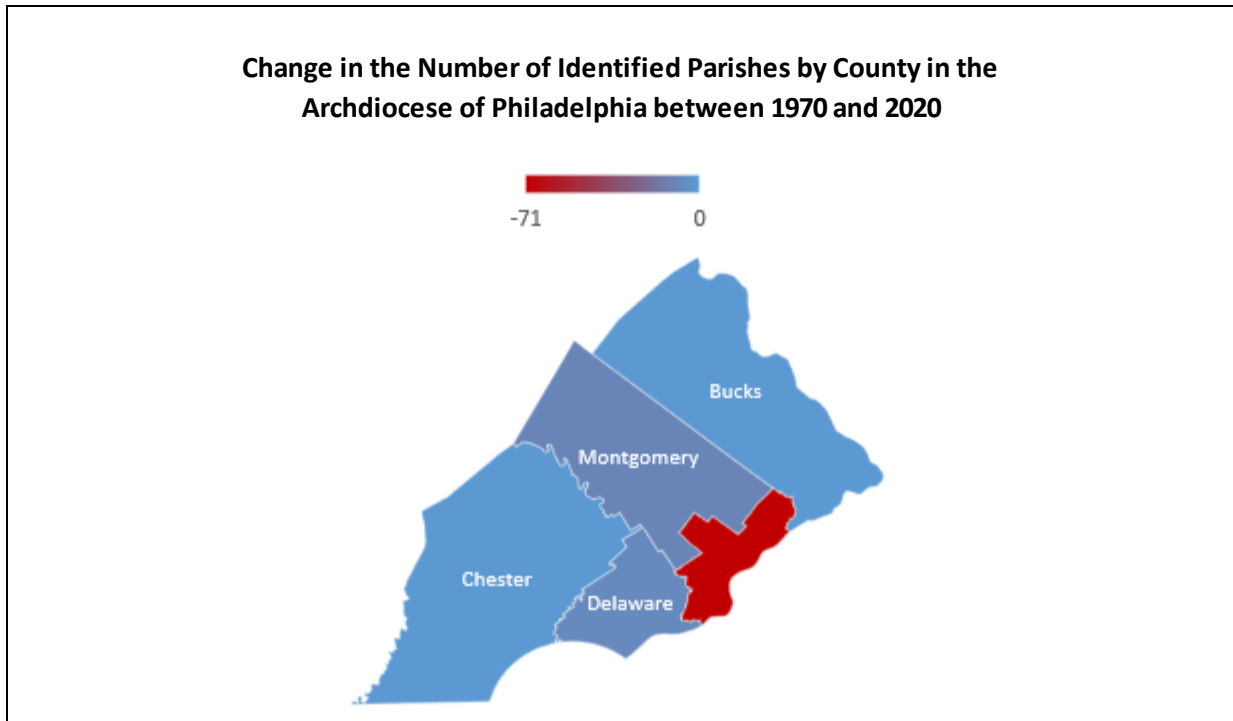 Change in the Number of Identified Parishes by County in the
Archdiocese of Philadelphia between 1970 and 2020
-71 0
Bucks
Montgomery
Chester
Delaware